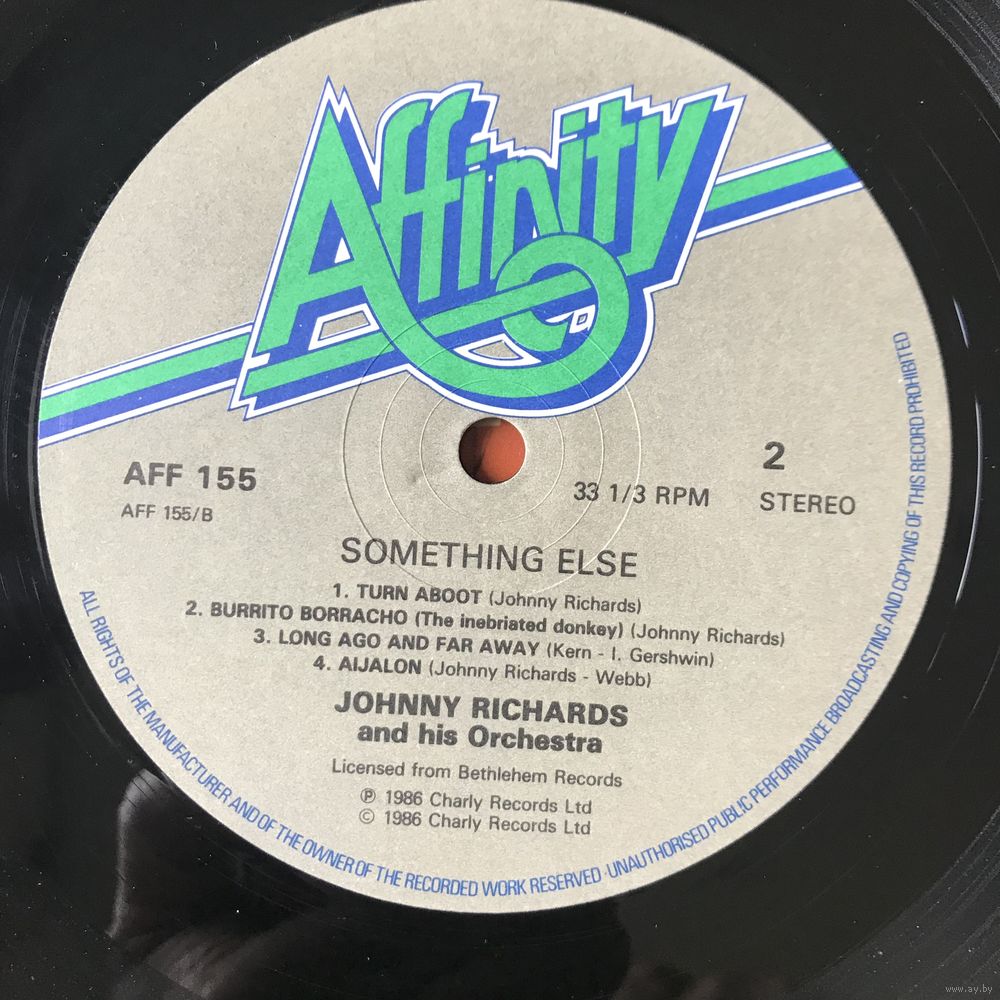 Affinity
AFF 155
AFF 155/B
2
33 1/3 RPM
STEREO
SOMETHING ELSE
1. TURN ABOOT (Johnny Richards)
2. BURRITO BORRACHO (The inebriated donkey) (Johnny Richards)
3. LONG AGO AND FAR AWAY (Kern - I. Gershwin)
4. AIJALON (Johnny Richards - Webb)
JOHNNY RICHARDS
and his Orchestra
Licensed from Bethlehem Records
℗ 1986 Charly Records Ltd
© 1986 Charly Records Ltd
ALL RIGHTS OF THE MANUFACTURER AND OF THE OWNER OF THE RECORDED WORK RESERVED · UNAUTHORISED PUBLIC PERFORMANCE BROADCASTING AND COPYING OF THIS RECORD PROHIBITED
www.ay.by